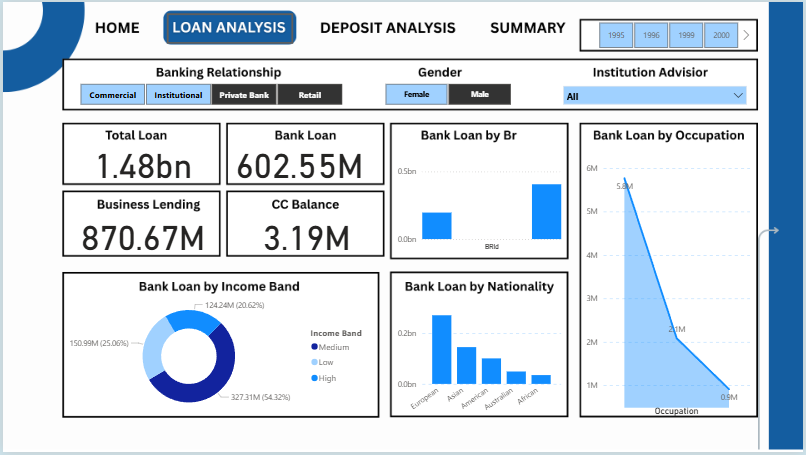 HOME LOAN ANALYSIS DEPOSIT ANALYSIS SUMMARY
1995 1996 1999 2000
Banking Relationship
Commercial Institutional Private Bank Retail
Gender
Female Male
Institution Advisior
All
Total Loan
1.48bn
Bank Loan
602.55M
Business Lending
870.67M
CC Balance
3.19M
Bank Loan by Br
0.5bn
0.0bn
BRId
Bank Loan by Occupation
6M
5M
4M
3M
2M
1M
5.8M
2.1M
0.9M
Occupation
Bank Loan by Income Band
124.24M (20.62%)
150.99M (25.06%)
327.31M (54.32%)
Income Band
Medium
Low
High
Bank Loan by Nationality
0.2bn
0.0bn
European
Asian
American
Australian
African